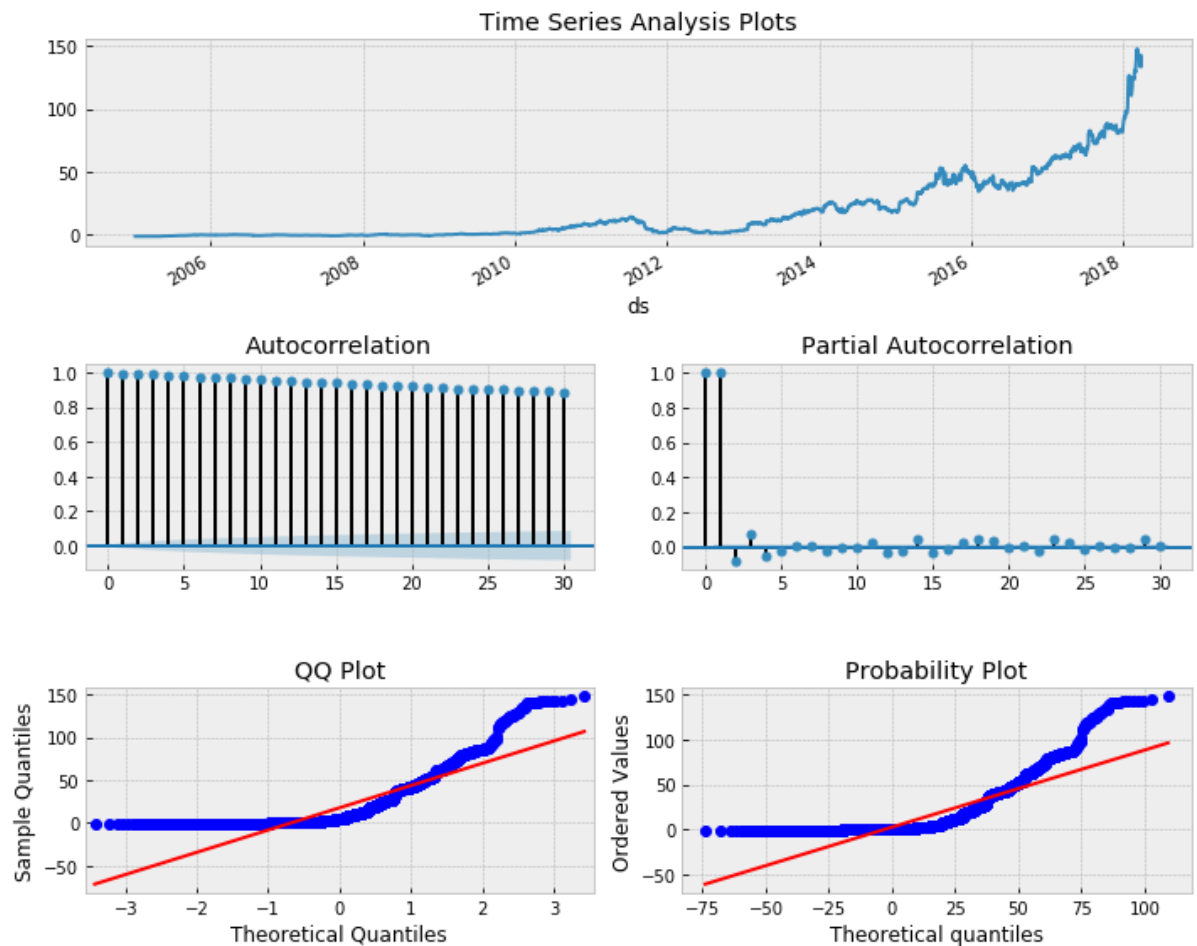 Time Series Analysis Plots
150
100
50
0
2006 2008 2010 2012 2014 2016 2018
ds
Autocorrelation
1.0
0.8
0.6
0.4
0.2
0.0
0 5 10 15 20 25 30
Partial Autocorrelation
1.0
0.8
0.6
0.4
0.2
0.0
0 5 10 15 20 25 30
QQ Plot
Sample Quantiles
150
100
50
0
−50
−3 −2 −1 0 1 2 3
Theoretical Quantiles
Probability Plot
Ordered Values
150
100
50
0
−50
−75 −50 −25 0 25 50 75 100
Theoretical quantiles